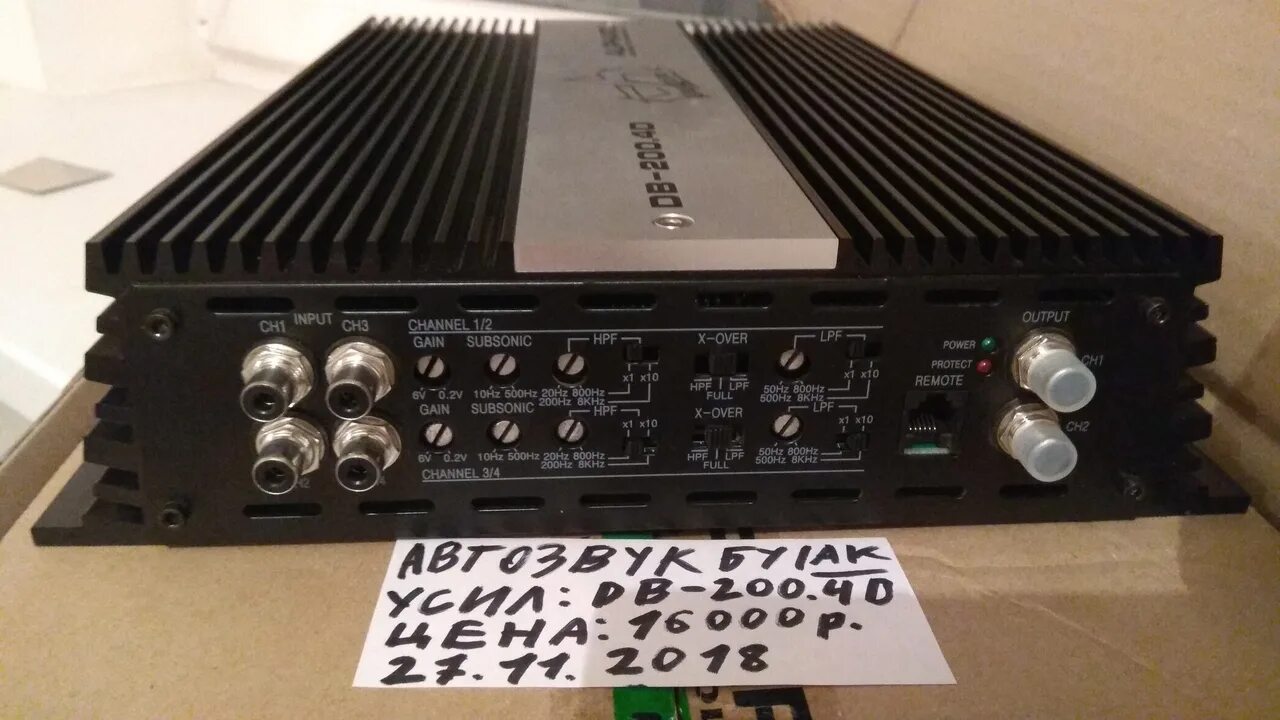 DB-200.4D
INPUT
CH1 CH3
CHANNEL 1/2
GAIN SUBSONIC HPF X-OVER LPF
6V 0.2V 10Hz 500Hz 20Hz 800Hz x1 x10 HPF LPF 50Hz 800Hz x1 x10
200Hz 8KHz FULL 500Hz 8KHz
GAIN SUBSONIC HPF X-OVER LPF
6V 0.2V 10Hz 500Hz 20Hz 800Hz x1 x10 HPF LPF 50Hz 800Hz x1 x10
200Hz 8KHz FULL 500Hz 8KHz
CHANNEL 3/4
POWER
PROTECT
REMOTE
OUTPUT
CH1
CH2
АВТОЗВУК БУ|АК
УСИЛ: DB-200.4D
ЦЕНА: 16000р.
27.11.2018